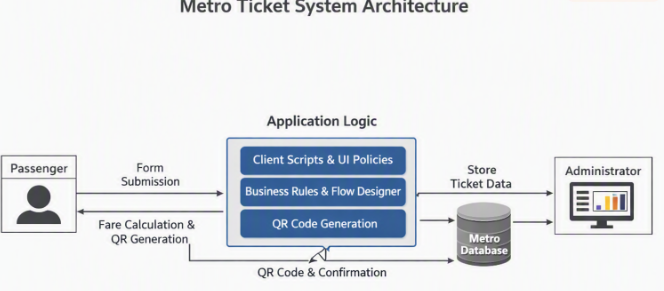 Metro Ticket System Architecture
Application Logic
Passenger
Form
Submission
Fare Calculation &
QR Generation
Client Scripts & UI Policies
Business Rules & Flow Designer
QR Code Generation
Store
Ticket Data
Administrator
Metro
Database
QR Code & Confirmation